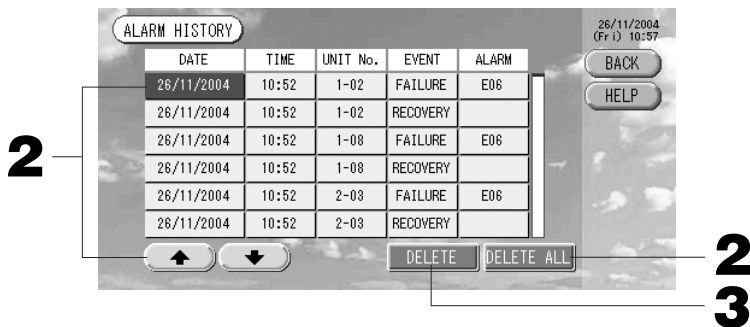 ALARM HISTORY
26/11/2004
(Fri) 10:57
DATE TIME UNIT No. EVENT ALARM
BACK
26/11/2004 10:52 1-02 FAILURE E06
HELP
26/11/2004 10:52 1-02 RECOVERY
26/11/2004 10:52 1-08 FAILURE E06
2
26/11/2004 10:52 1-08 RECOVERY
26/11/2004 10:52 2-03 FAILURE E06
26/11/2004 10:52 2-03 RECOVERY
DELETE DELETE ALL
2
3